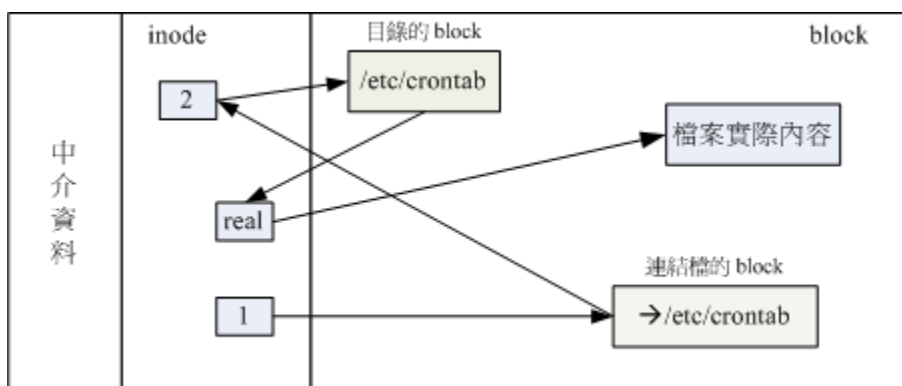 中介資料
inode
目錄的 block
block
2
/etc/crontab
檔案實際內容
real
連結檔的 block
1
→/etc/crontab